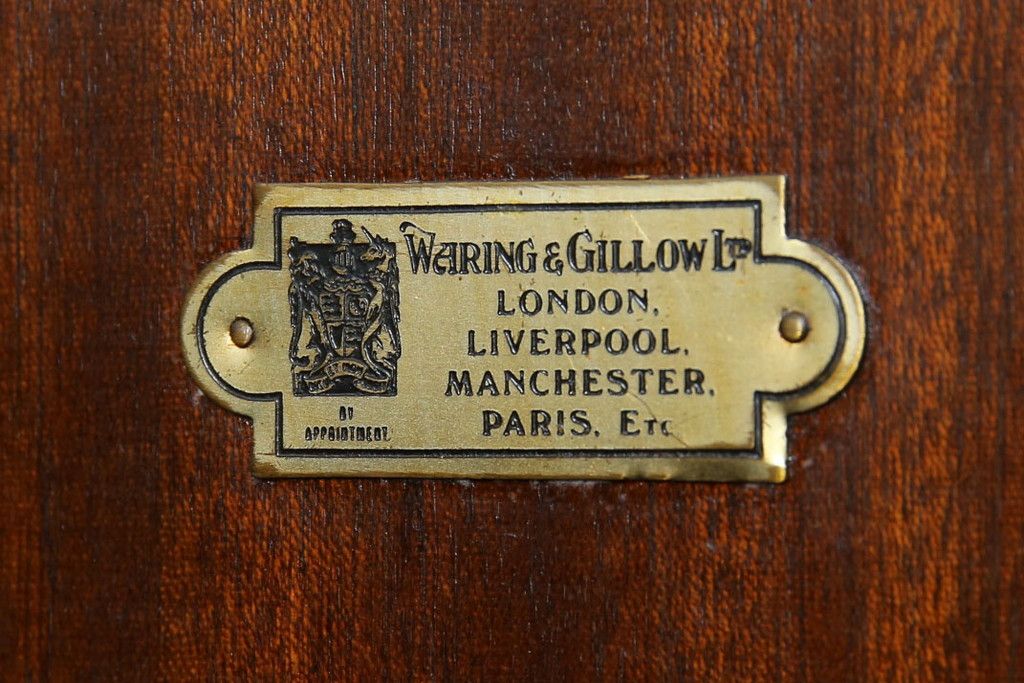 WARING & GILLOW LTD
LONDON,
LIVERPOOL,
MANCHESTER,
PARIS, ETC
BY
APPOINTMENT.